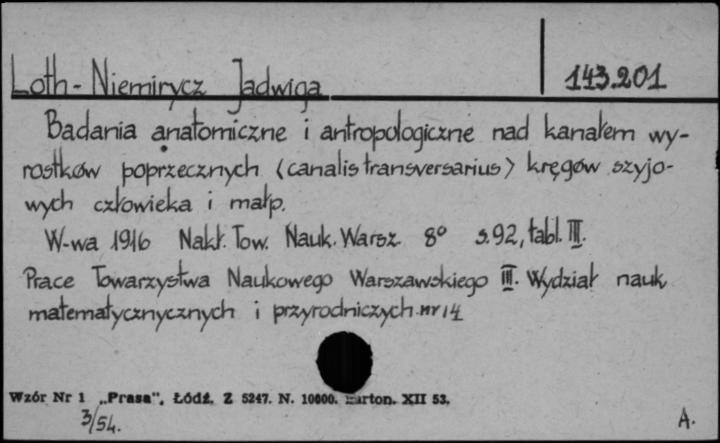 Loth-Niemirycz Jadwiga 143.201
Badania anatomiczne i antropologiczne nad kanałem wy-
rostków poprzecznych (canalis transversarius) kręgów szyjo-
wych człowieka i małp.
W-wa 1916 Nakł. Tow. Nauk. Warsz. 8° s.92, tabl. III.
Prace Towarzystwa Naukowego Warszawskiego III. Wydział nauk
matematycznycznych i przyrodniczych nr 14
Wzór Nr 1 „Prasa", Łódź. Z 5247. N. 10000. Karton. XII 53.
3/54. A.